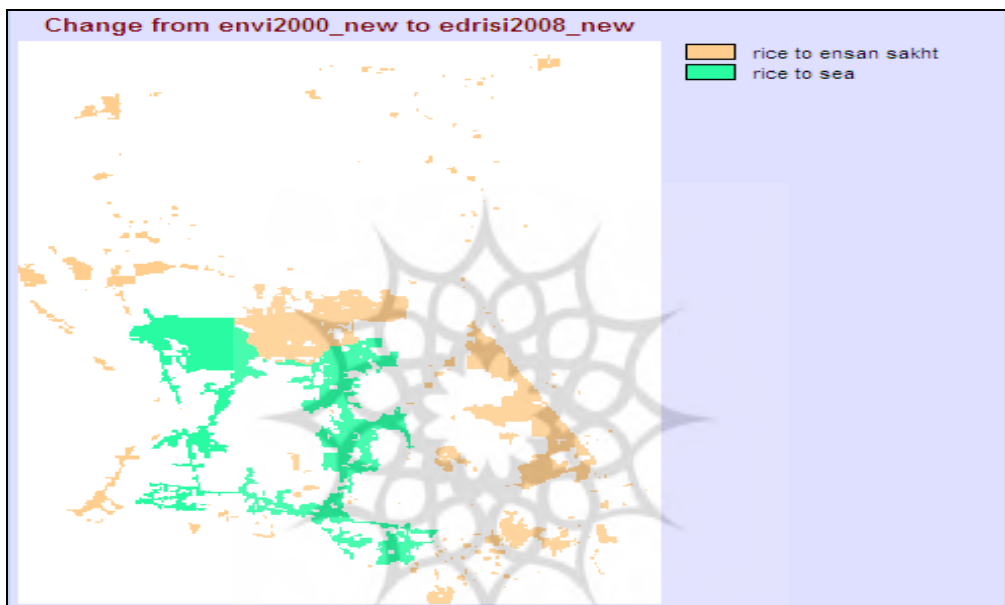 Change from envi2000_new to edrisi2008_new
rice to ensan sakht
rice to sea